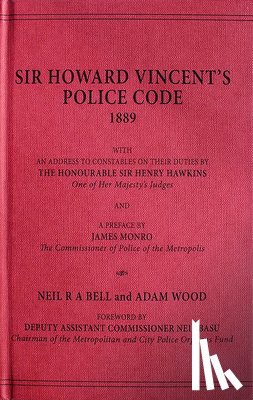 SIR HOWARD VINCENT'S
POLICE CODE
1889
WITH
AN ADDRESS TO CONSTABLES ON THEIR DUTIES BY
THE HONOURABLE SIR HENRY HAWKINS
One of Her Majesty's Judges
AND
A PREFACE BY
JAMES MONRO
The Commissioner of Police of the Metropolis
NEIL R A BELL and ADAM WOOD
FOREWORD BY
DEPUTY ASSISTANT COMMISSIONER NEIL BASU
Chairman of the Metropolitan and City Police Orphans Fund